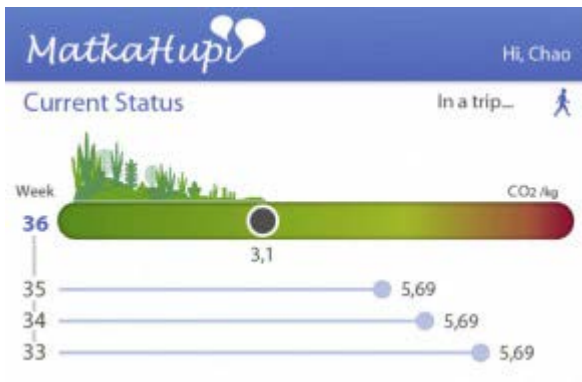 MatkaHupi
Hi, Chao
Current Status
In a trip...
Week
CO2 /kg
36
3,1
35 5,69
34 5,69
33 5,69